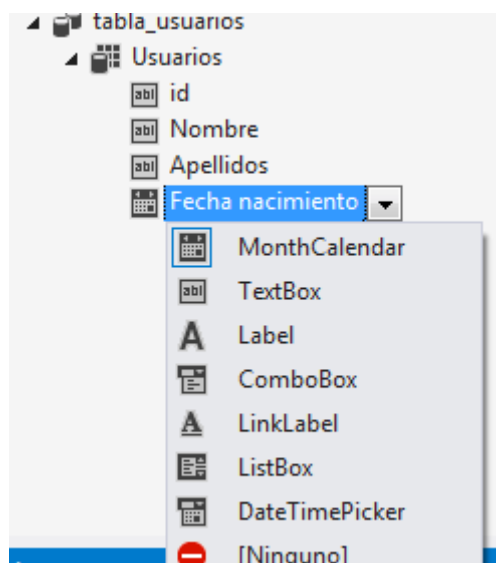 tabla_usuarios
Usuarios
id
Nombre
Apellidos
Fecha nacimiento
MonthCalendar
TextBox
Label
ComboBox
LinkLabel
ListBox
DateTimePicker
[Ninguno]